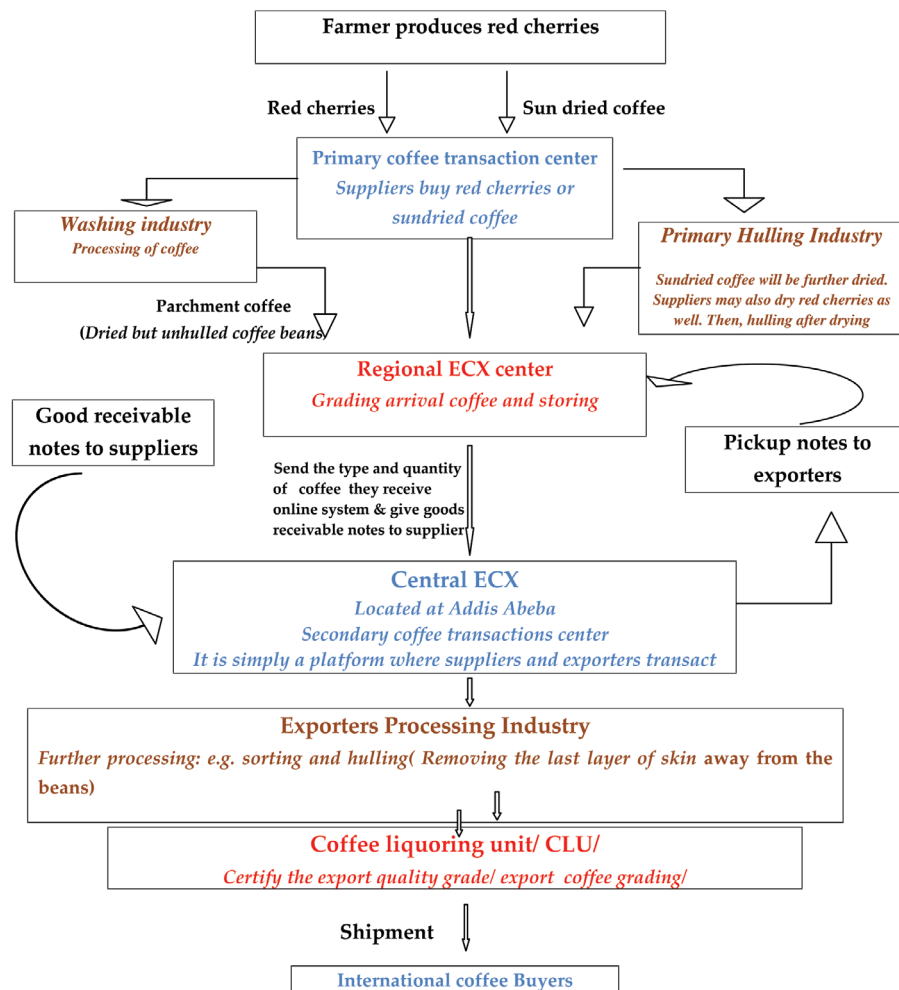 Farmer produces red cherries
Red cherries
Sun dried coffee
Primary coffee transaction center
Suppliers buy red cherries or
sundried coffee
Washing industry
Processing of coffee
Primary Hulling Industry
Sundried coffee will be further dried.
Suppliers may also dry red cherries as
well. Then, hulling after drying
Parchment coffee
(Dried but unhulled coffee beans
Regional ECX center
Grading arrival coffee and storing
Good receivable
notes to suppliers
Pickup notes to
exporters
Send the type and quantity
of coffee they receive
online system & give goods
receivable notes to supplier
Central ECX
Located at Addis Abeba
Secondary coffee transactions center
It is simply a platform where suppliers and exporters transact
Exporters Processing Industry
Further processing: e.g. sorting and hulling( Removing the last layer of skin away from the
beans)
Coffee liquoring unit/ CLU/
Certify the export quality grade/ export coffee grading/
Shipment
International coffee Buyers